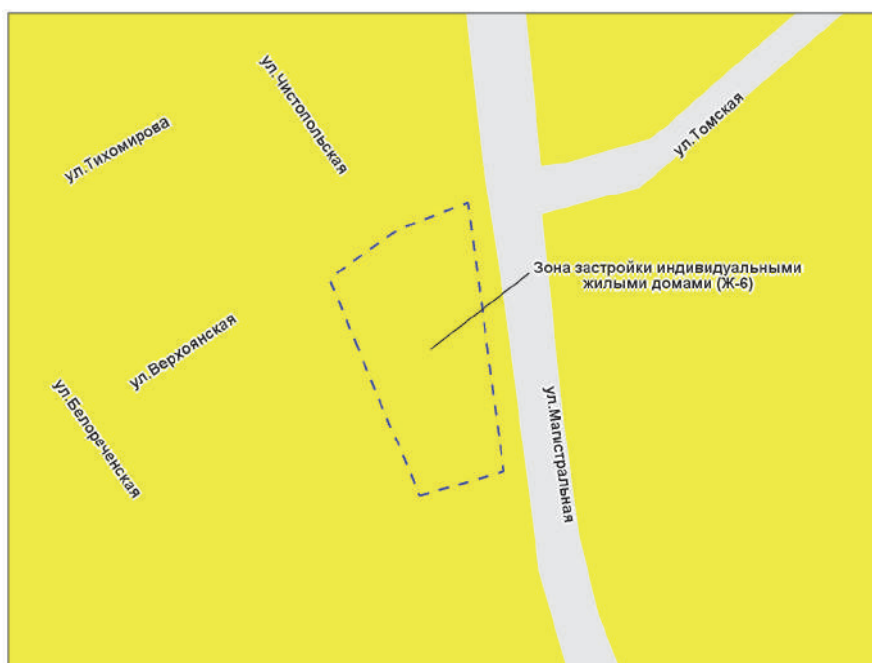 ул.Чистопольская
ул.Тихомирова
ул.Томская
Зона застройки индивидуальными
жилыми домами (Ж-6)
ул.Верхоянская
ул.Белореченская
ул.Магистральная